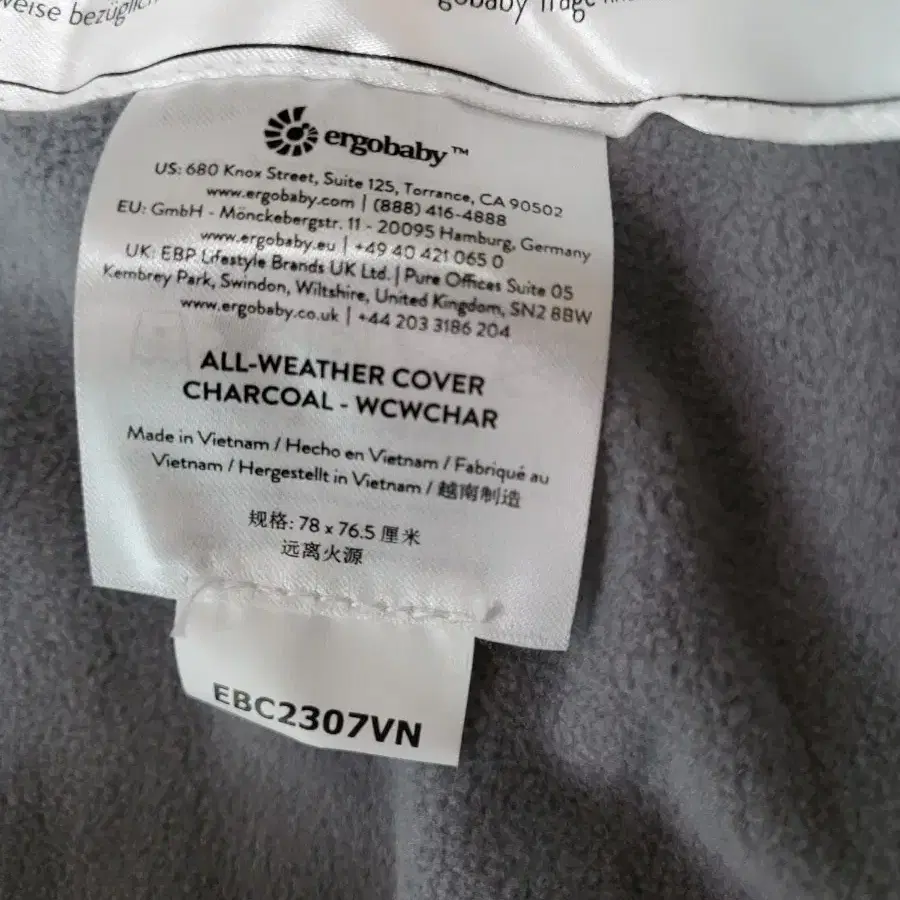 ergobaby™
US: 680 Knox Street, Suite 125, Torrance, CA 90502
www.ergobaby.com | (888) 416-4888
EU: GmbH - Mönckebergstr. 11 - 20095 Hamburg, Germany
www.ergobaby.eu | +49 40 421 065 0
UK: EBP Lifestyle Brands UK Ltd. | Pure Offices Suite 05
Kembrey Park, Swindon, Wiltshire, United Kingdom, SN2 8BW
www.ergobaby.co.uk | +44 203 3186 204
ALL-WEATHER COVER
CHARCOAL - WCWCHAR
Made in Vietnam / Hecho en Vietnam / Fabriqué au
Vietnam / Hergestellt in Vietnam / 越南制造
规格: 78 x 76.5 厘米
远离火源
EBC2307VN